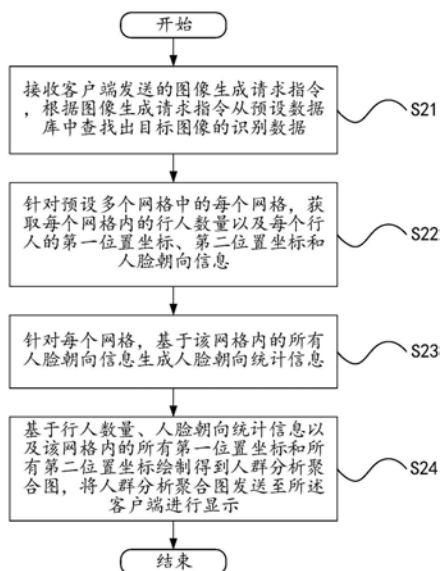 开始
接收客户端发送的图像生成请求指令
，根据图像生成请求指令从预设数据
库中查找出目标图像的识别数据
S21
针对预设多个网格中的每个网格，获
取每个网格内的行人数量以及每个行
人的第一位置坐标、第二位置坐标和
人脸朝向信息
S22
针对每个网格，基于该网格内的所有
人脸朝向信息生成人脸朝向统计信息
S23
基于行人数量、人脸朝向统计信息以
及该网格内的所有第一位置坐标和所
有第二位置坐标绘制得到人群分析聚合
图，将人群分析聚合图发送至所述
客户端进行显示
S24
结束